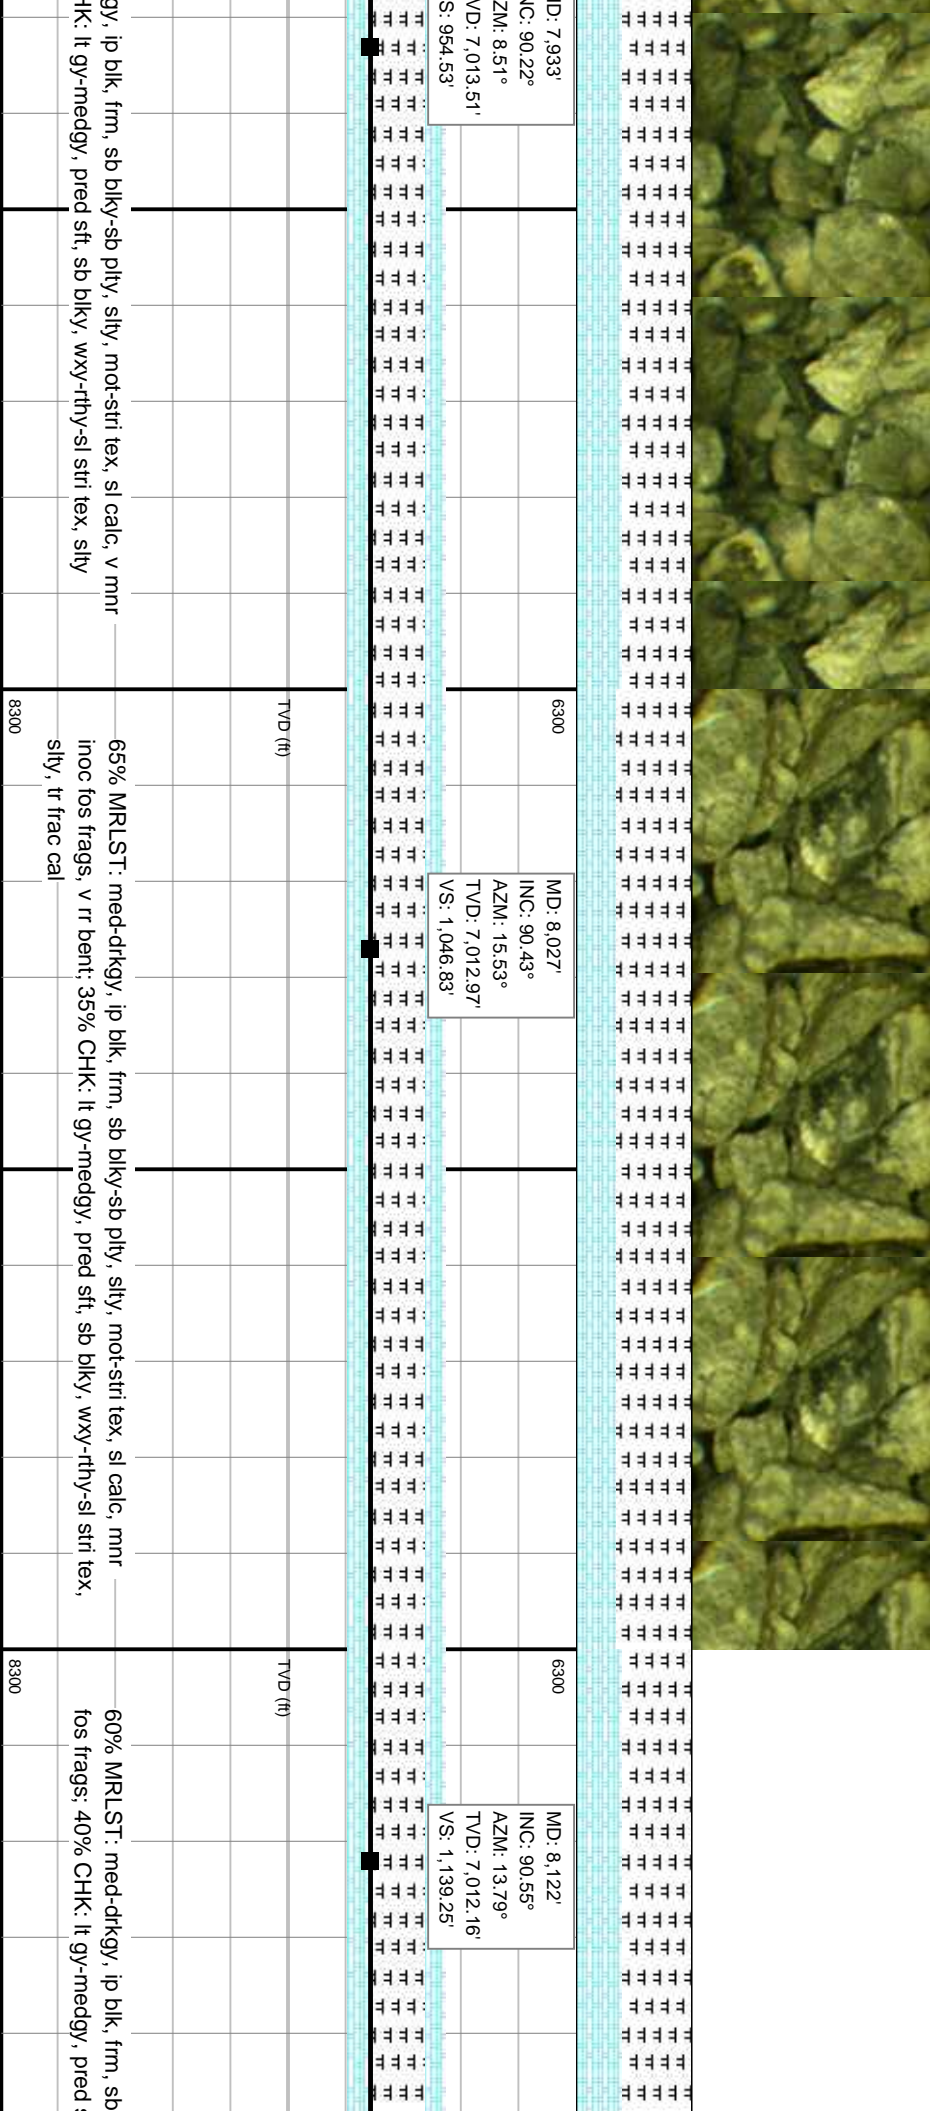 gy, ip blk, frm, sb blky-sb plty, slty, mot-stri tex, sl calc, v mnr
HK: lt gy-medgy, pred sft, sb blky, wxy-rthy-sl stri tex, slty
7,933'
NC: 90.22°
ZM: 8.51°
VD: 7,013.51'
S: 954.53'
6300
TVD (ft)
8300
65% MRLST: med-drkgy, ip blk, frm, sb blky-sb plty, slty, mot-stri tex, sl calc, mnr
inoc fos frags, v rr bent; 35% CHK: lt gy-medgy, pred sft, sb blky, wxy-rthy-sl stri tex,
slty, tr frac cal
MD: 8,027'
INC: 90.43°
AZM: 15.53°
TVD: 7,012.97'
VS: 1,046.83'
6300
TVD (ft)
8300
60% MRLST: med-drkgy, ip blk, frm, sb
fos frags; 40% CHK: lt gy-medgy, pred
MD: 8,122'
INC: 90.55°
AZM: 13.79°
TVD: 7,012.16'
VS: 1,139.25'